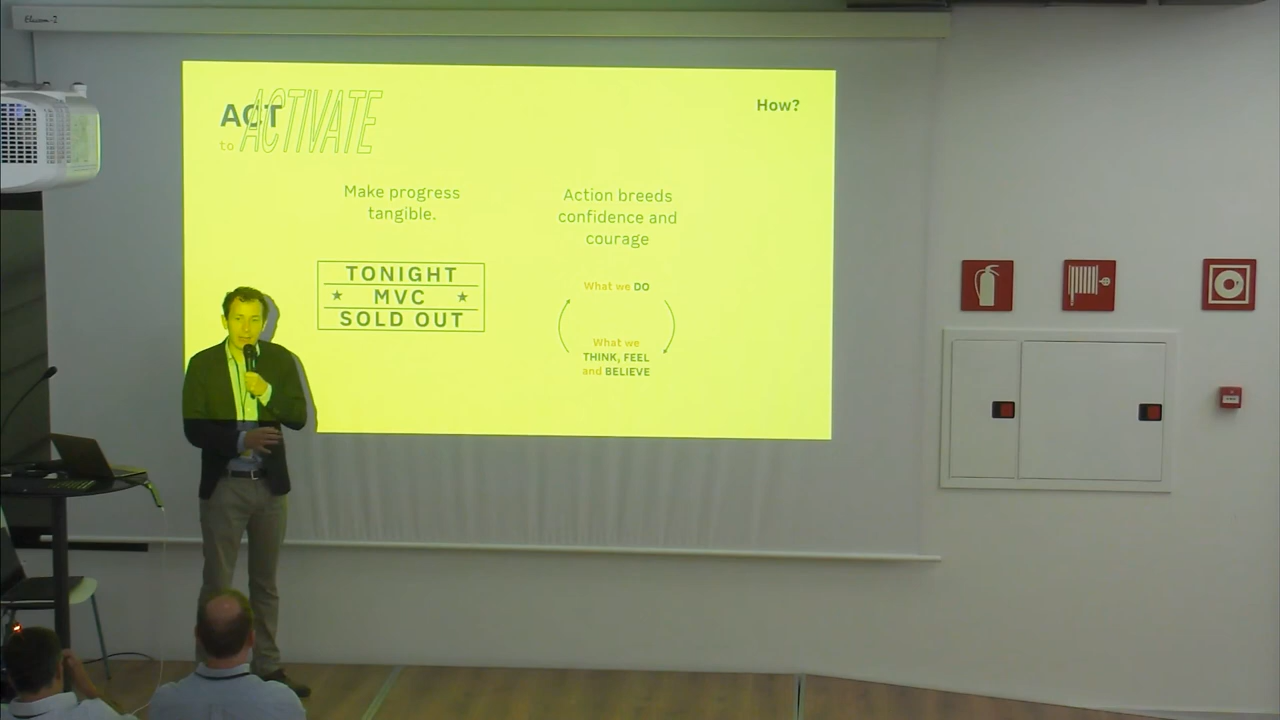 ACT
to ACTIVATE
How?
Make progress
tangible.
TONIGHT
★ MVC ★
SOLD OUT
Action breeds
confidence and
courage
What we DO
What we
THINK, FEEL
and BELIEVE